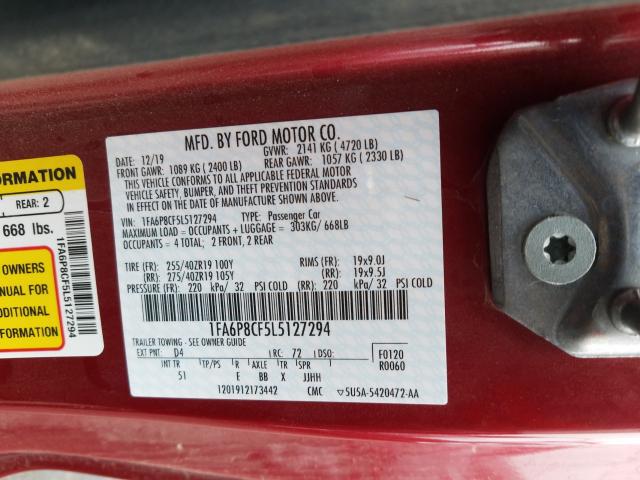 MFD. BY FORD MOTOR CO.
DATE: 12/19 GVWR: 2141 KG ( 4720 LB)
FRONT GAWR: 1089 KG ( 2400 LB) REAR GAWR: 1057 KG ( 2330 LB)
THIS VEHICLE CONFORMS TO ALL APPLICABLE FEDERAL MOTOR
VEHICLE SAFETY, BUMPER, AND THEFT PREVENTION STANDARDS
IN EFFECT ON THE DATE OF MANUFACTURE SHOWN ABOVE.
VIN: 1FA6P8CF5L5127294 TYPE: Passenger Car
MAXIMUM LOAD = OCCUPANTS + LUGGAGE = 303KG/ 668LB
OCCUPANTS = 4 TOTAL; 2 FRONT, 2 REAR
TIRE (FR): 255/40ZR19 100Y RIMS (FR): 19x9.0J
(RR): 275/40ZR19 105Y (RR): 19x9.5J
PRESSURE (FR): 220 kPa/ 32 PSI COLD (RR): 220 kPa/ 32 PSI COLD
1FA6P8CF5L5127294
TRAILER TOWING - SEE OWNER GUIDE
EXT PNT: D4 RC: 72 DSO: F0120
R0060
INT TR TP/PS R AXLE TR SPR
51 E BB X JJHH
1201912173442 CMC SU5A-5420472-AA
FORMATION
REAR: 2
668 lbs.
OWNERS
NUAL FOR
DDITIONAL
FORMATION
1FA6P8CF5L5127294